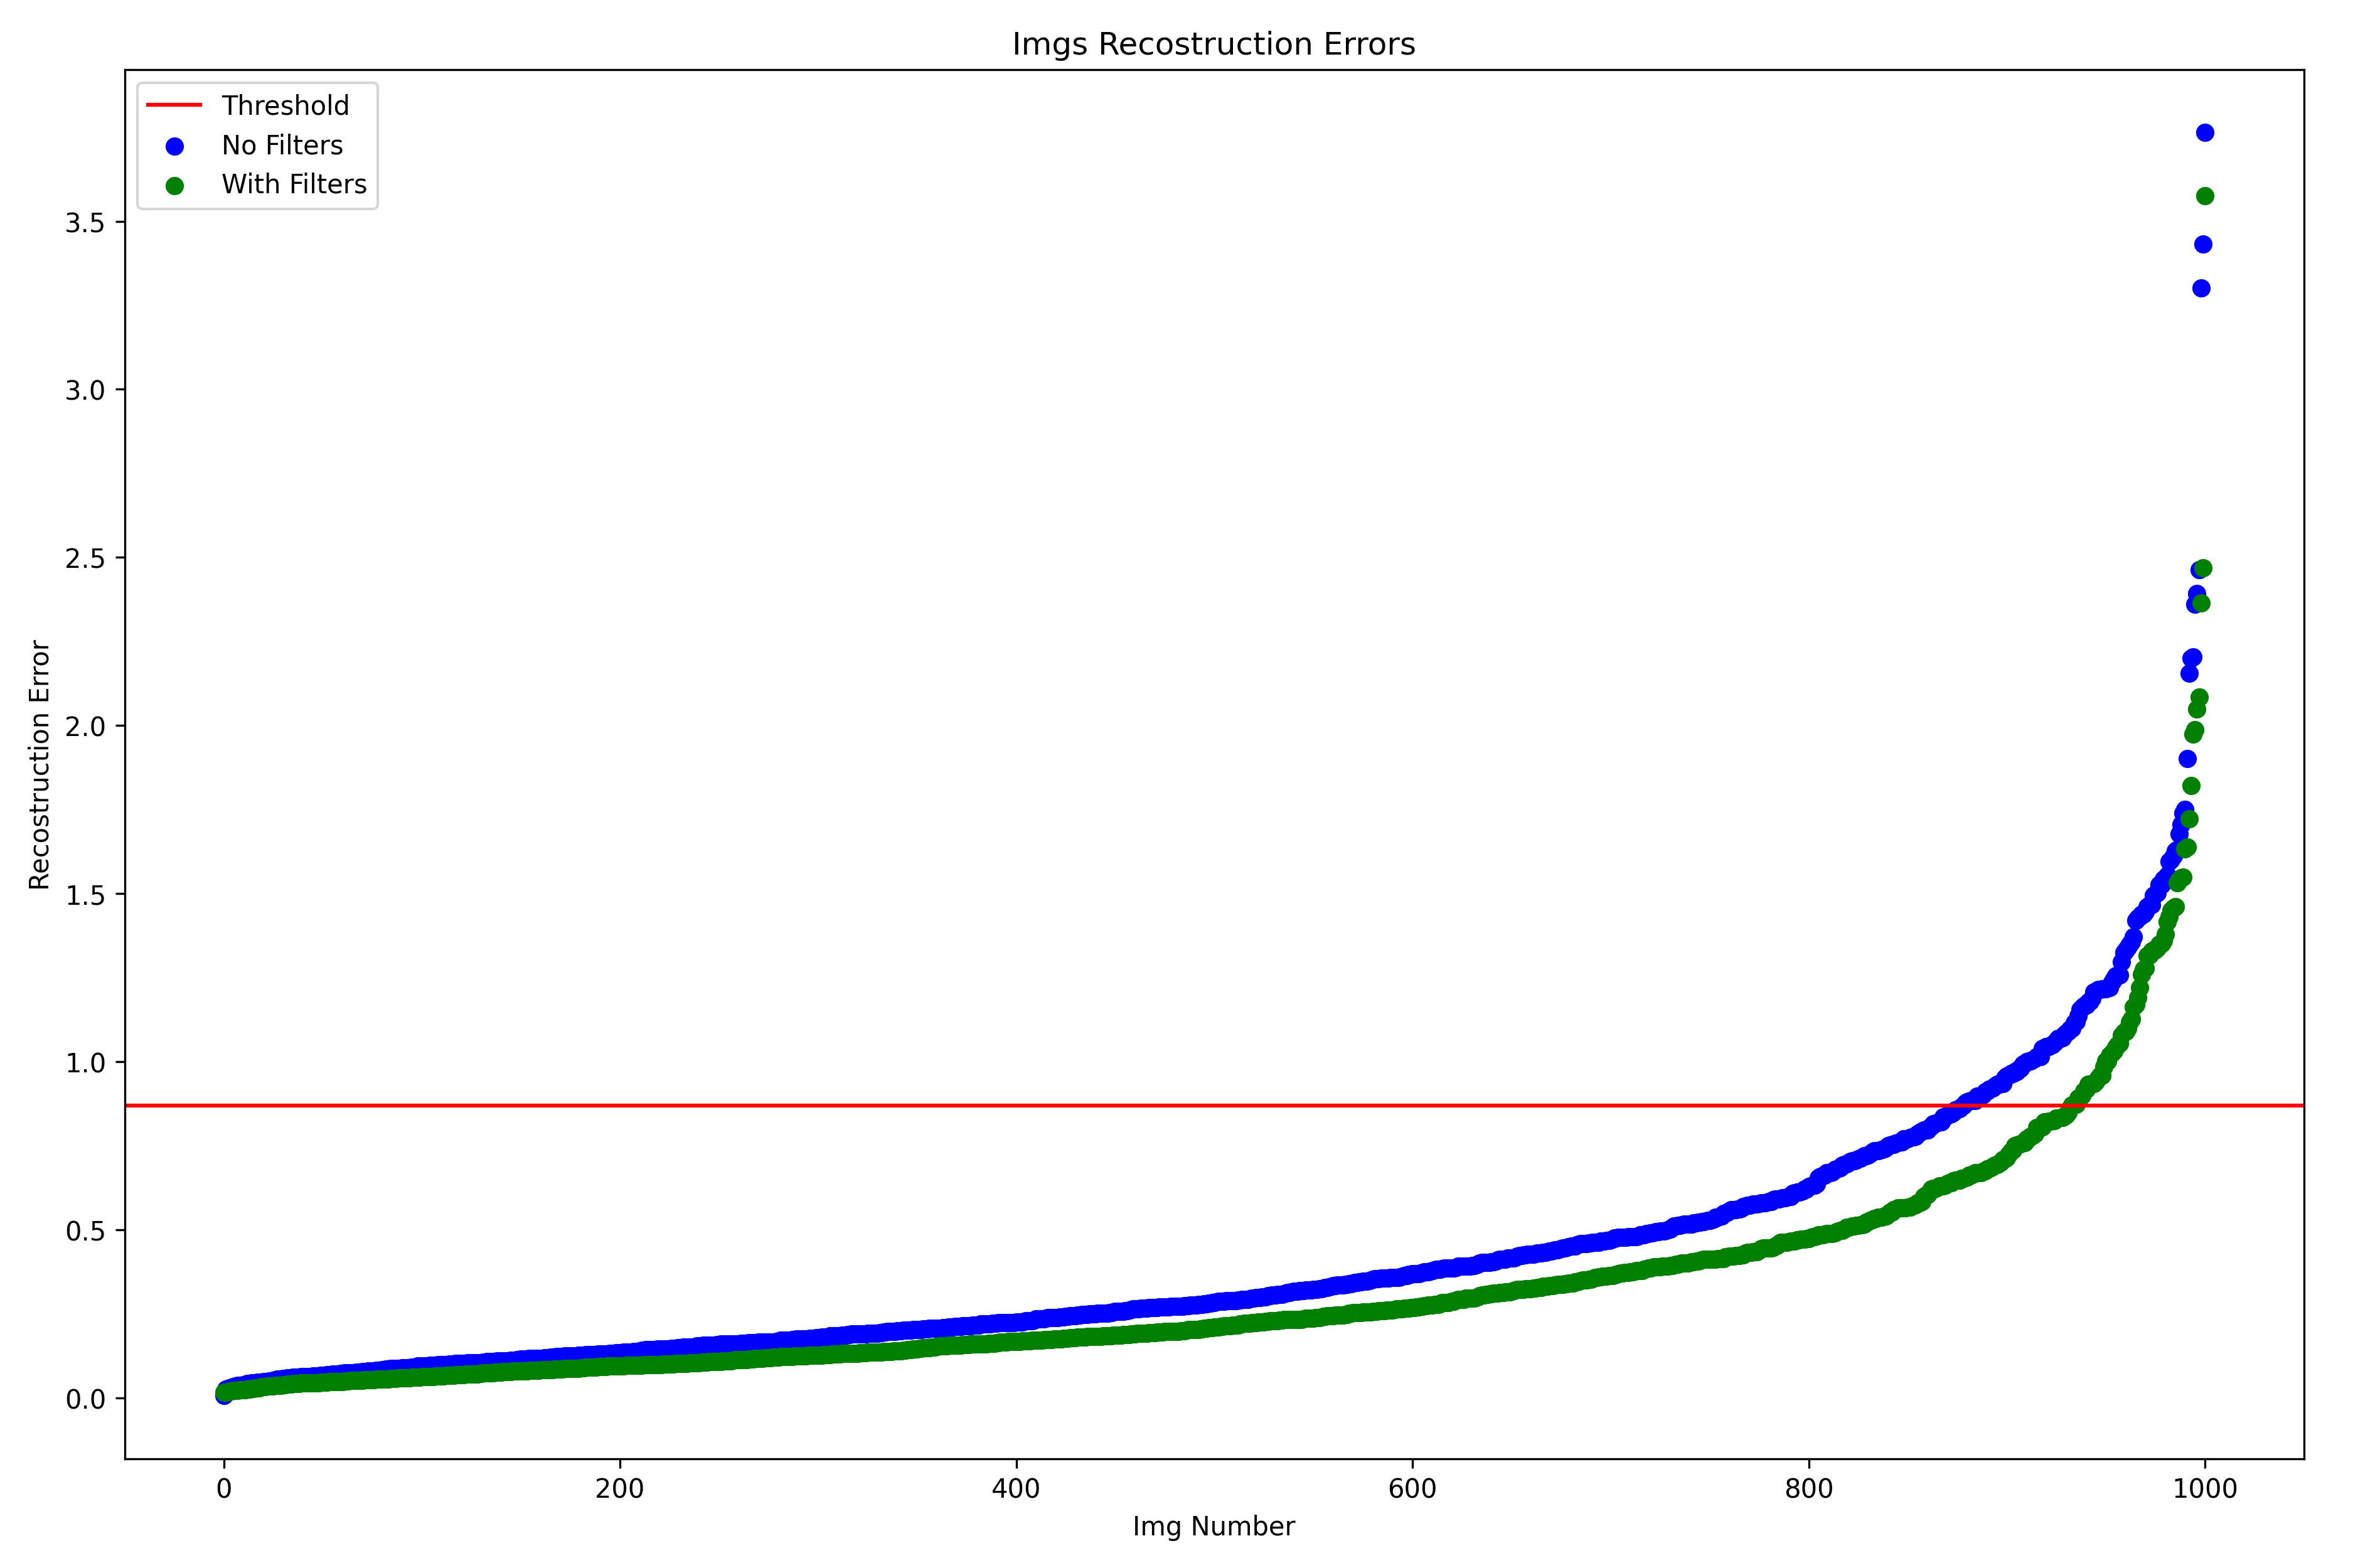 Imgs Recostruction Errors
Threshold
No Filters
With Filters
3.5
3.0
2.5
2.0
1.5
1.0
0.5
0.0
Recostruction Error
0
200
400
600
800
1000
Img Number